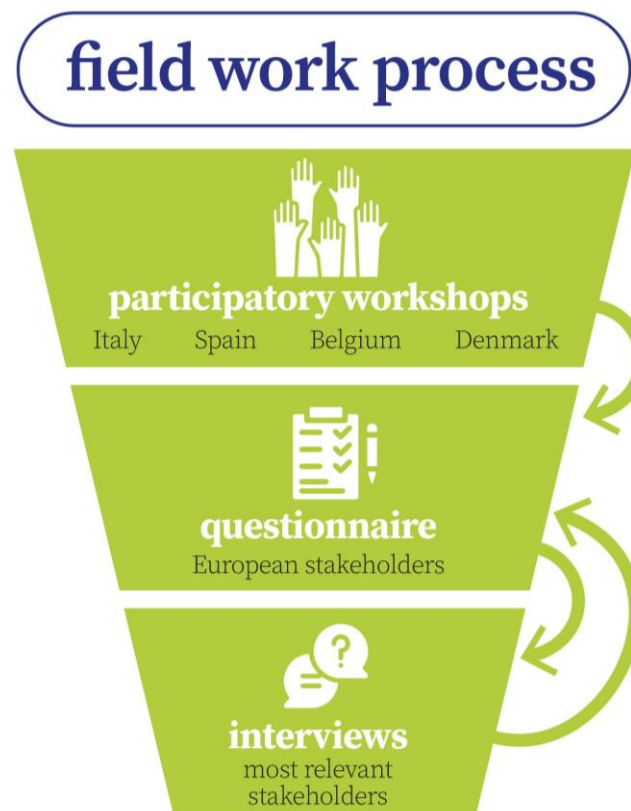 field work process
participatory workshops
Italy Spain Belgium Denmark
questionnaire
European stakeholders
?
interviews
most relevant
stakeholders